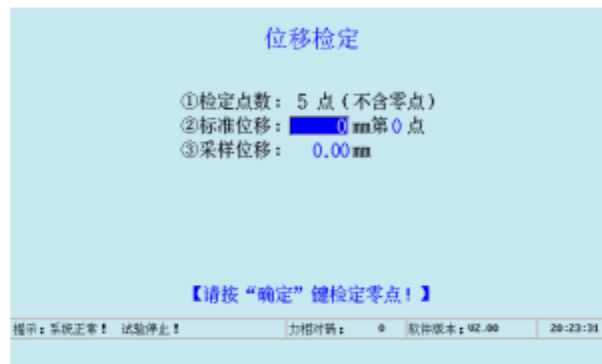 位移检定
①检定点数： 5 点（不含零点）
②标准位移： 0 mm第 0 点
③采样位移： 0.00 mm
【请按“确定”键检定零点！】
提示：系统正常！ 试验停止！ 力相对码： 0 软件版本：V2.00 20:23:31